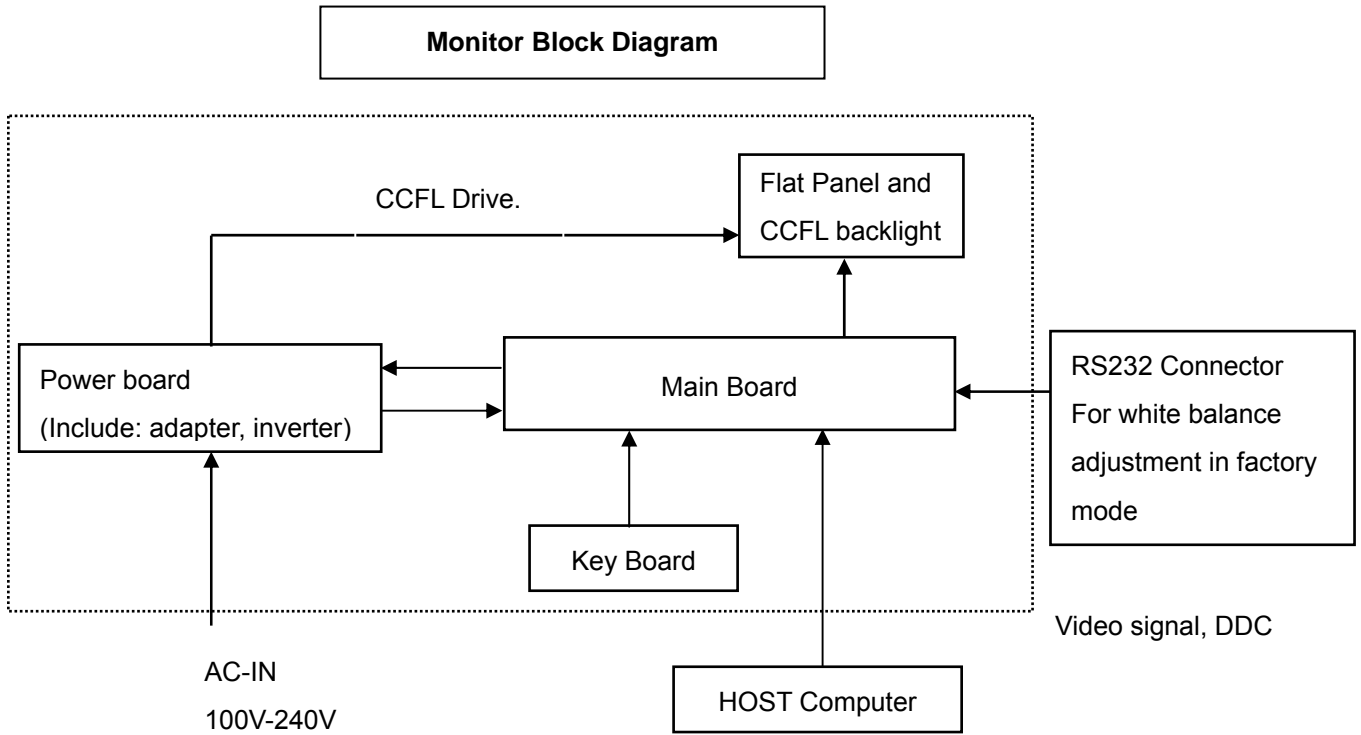 Monitor Block Diagram
CCFL Drive.
Flat Panel and
CCFL backlight
Power board
(Include: adapter, inverter)
Main Board
RS232 Connector
For white balance
adjustment in factory
mode
Key Board
Video signal, DDC
AC-IN
100V-240V
HOST Computer